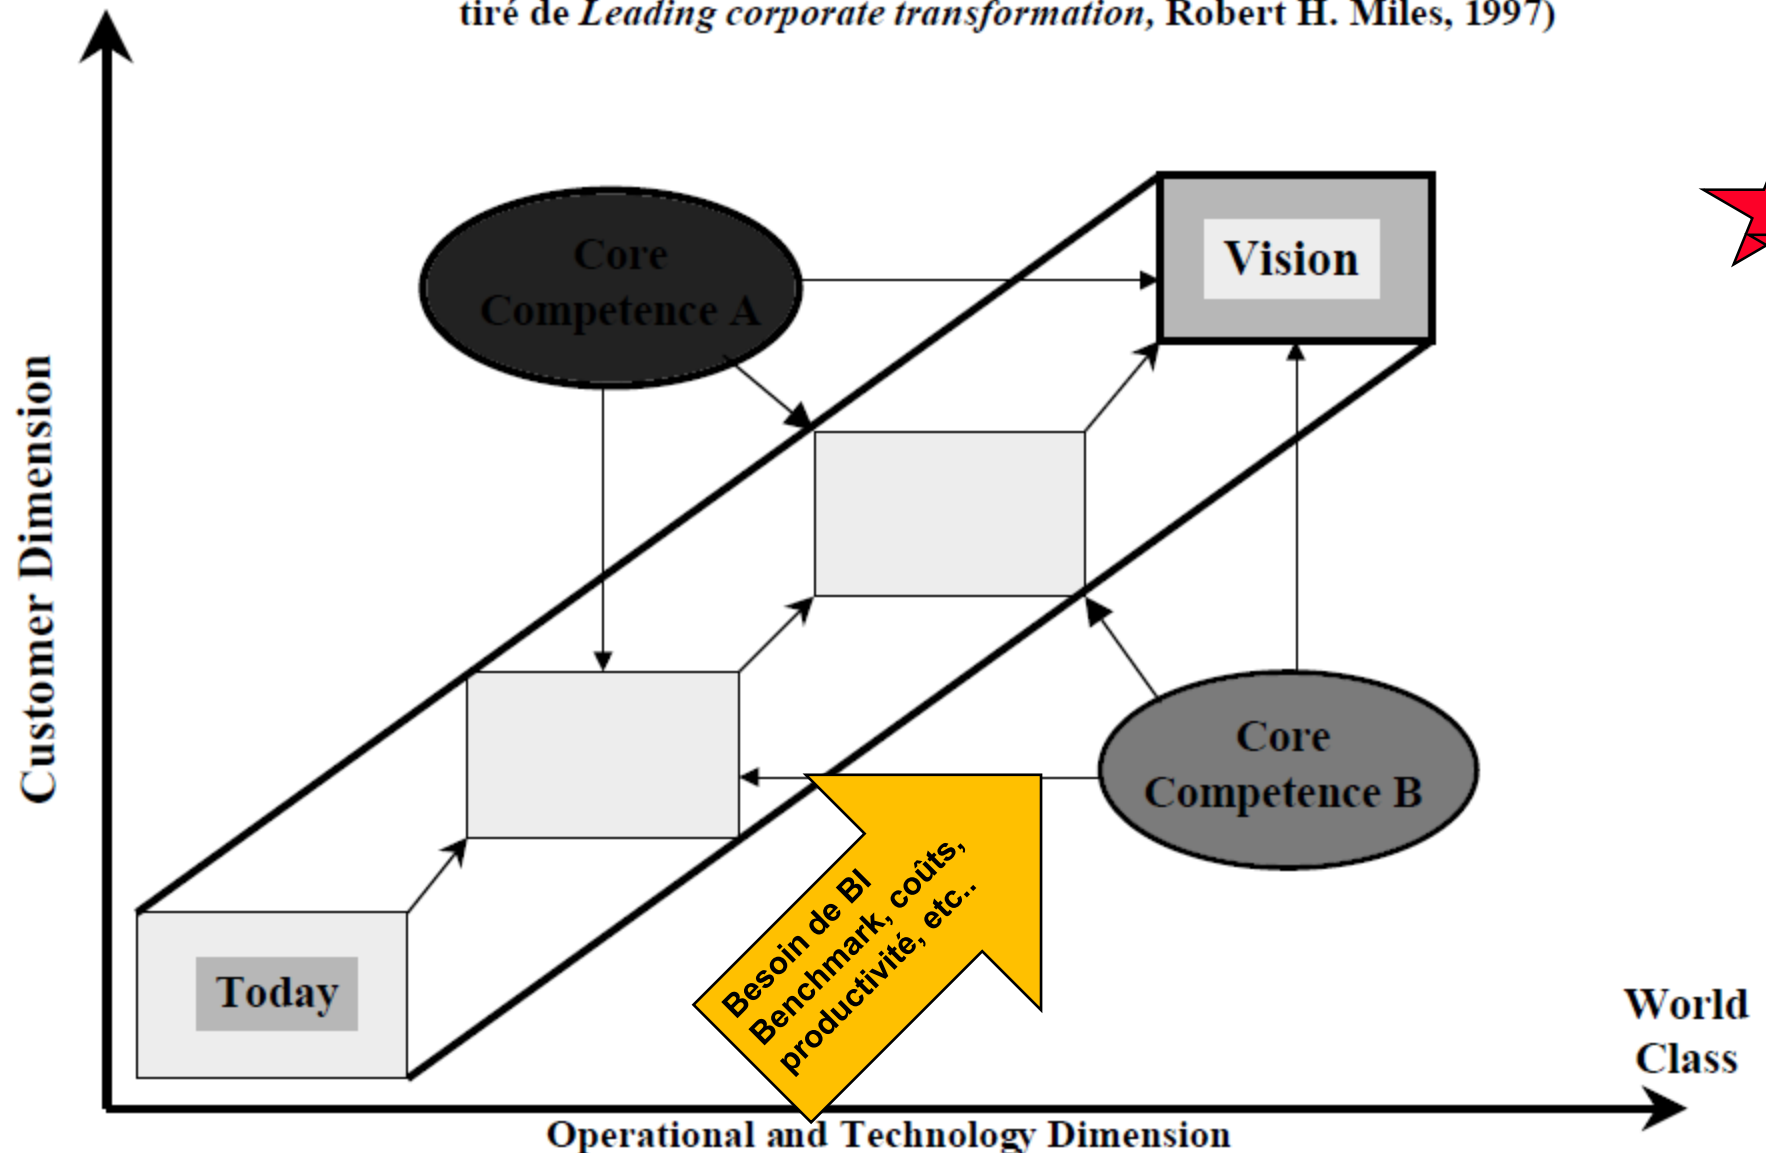 tiré de Leading corporate transformation, Robert H. Miles, 1997)
Core
Competence A
Vision
Customer Dimension
Core
Competence B
Besoin de BI
Benchmark, coûts,
productivité, etc..
Today
World
Class
Operational and Technology Dimension